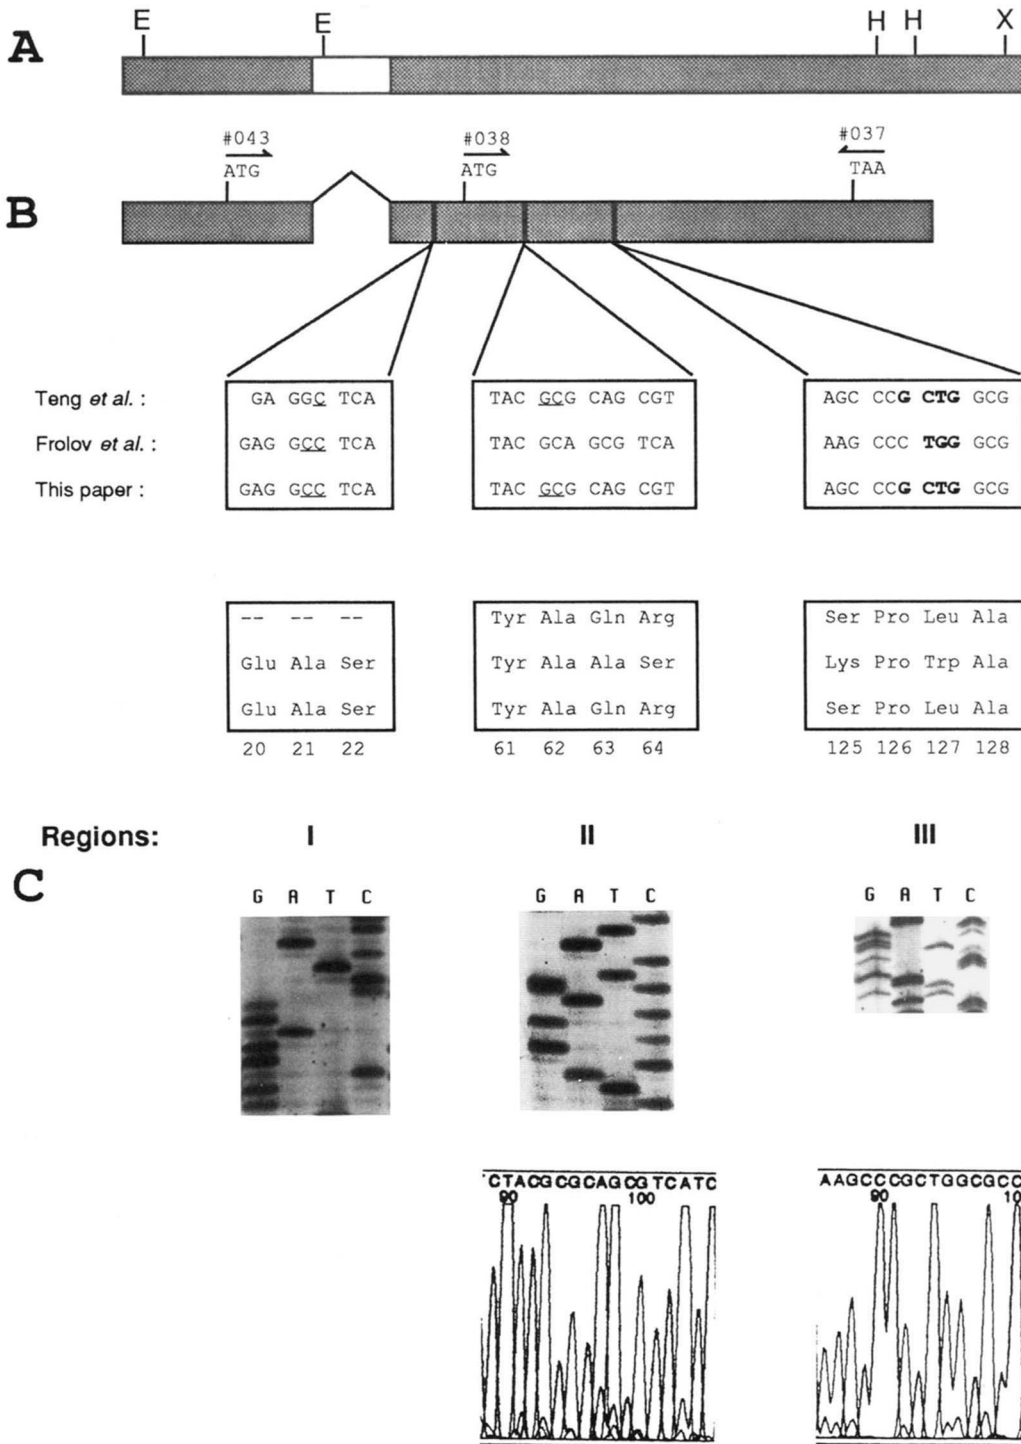 E E H H X
A
#043 #038 #037
ATG ATG TAA
B
Teng et al. : GA GGC TCA TAC GCG CAG CGT AGC CCG CTG GCG
Frolov et al. : GAG GCC TCA TAC GCA GCG TCA AAG CCC TGG GCG
This paper : GAG GCC TCA TAC GCG CAG CGT AGC CCG CTG GCG
-- -- -- Tyr Ala Gln Arg Ser Pro Leu Ala
Glu Ala Ser Tyr Ala Ala Ser Lys Pro Trp Ala
Glu Ala Ser Tyr Ala Gln Arg Ser Pro Leu Ala
20 21 22 61 62 63 64 125 126 127 128
Regions: I II III
C
G A T C G A T C G A T C
CTACGCGCAGCGTCATC AAGCCCGCTGGCGCC
90 100 90 10